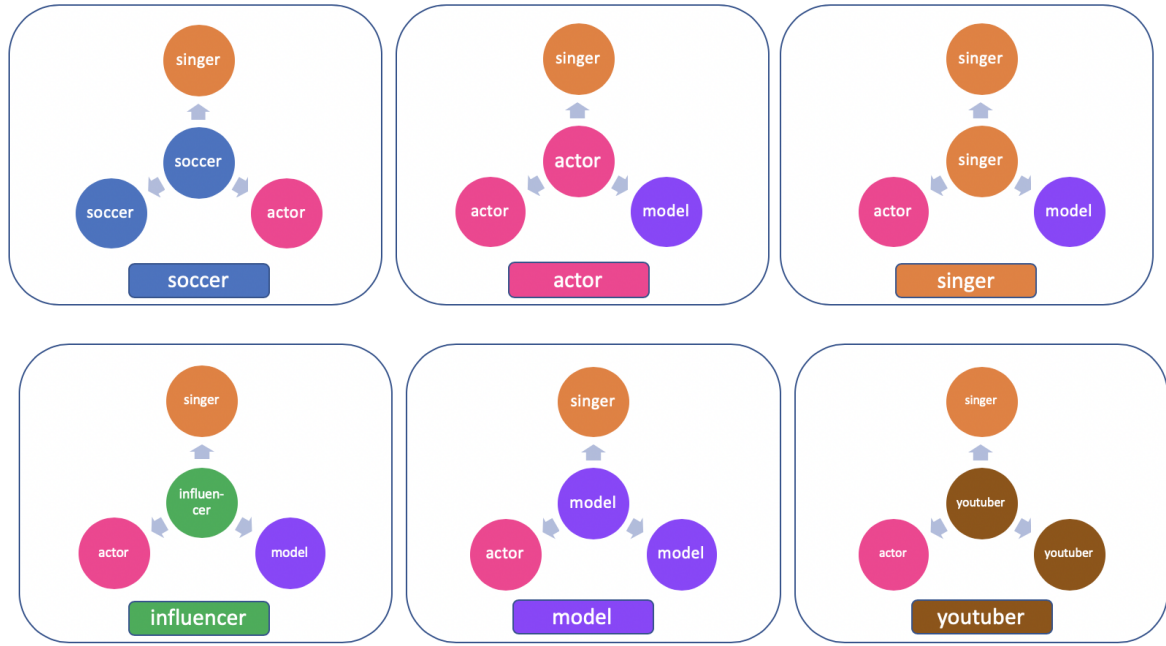 singer
soccer
soccer
actor
soccer
singer
actor
actor
model
actor
singer
singer
actor
model
singer
singer
influen-
cer
actor
model
influencer
singer
model
actor
model
model
singer
youtuber
actor
youtuber
youtuber